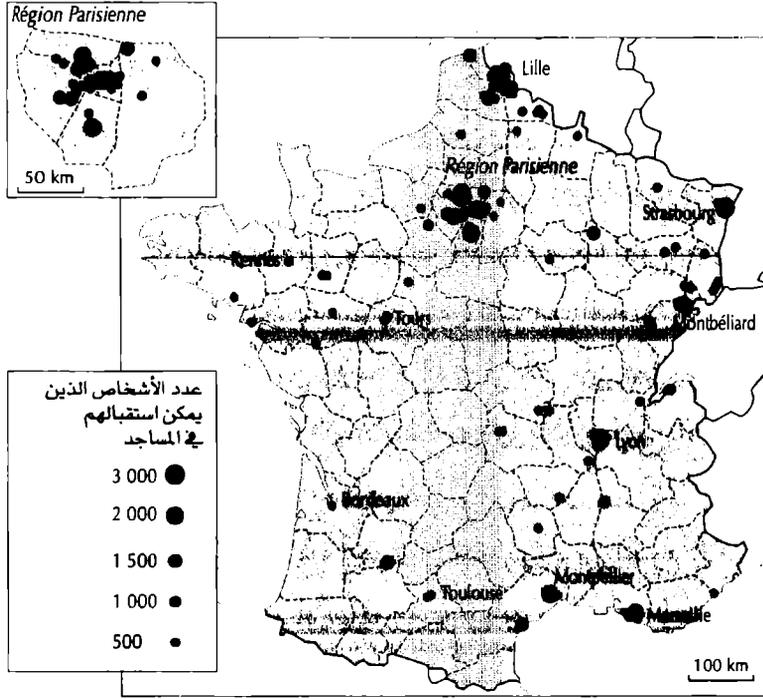 Région Parisienne
50 km
Lille
Région Parisienne
Strasbourg
Rennes
Tours
Montbéliard
عدد الأشخاص الذين
يمكن استقبالهم
في المساجد
3 000
2 000
1 500
1 000
500
Lyon
Bordeaux
Montpellier
Toulouse
Marseille
100 km